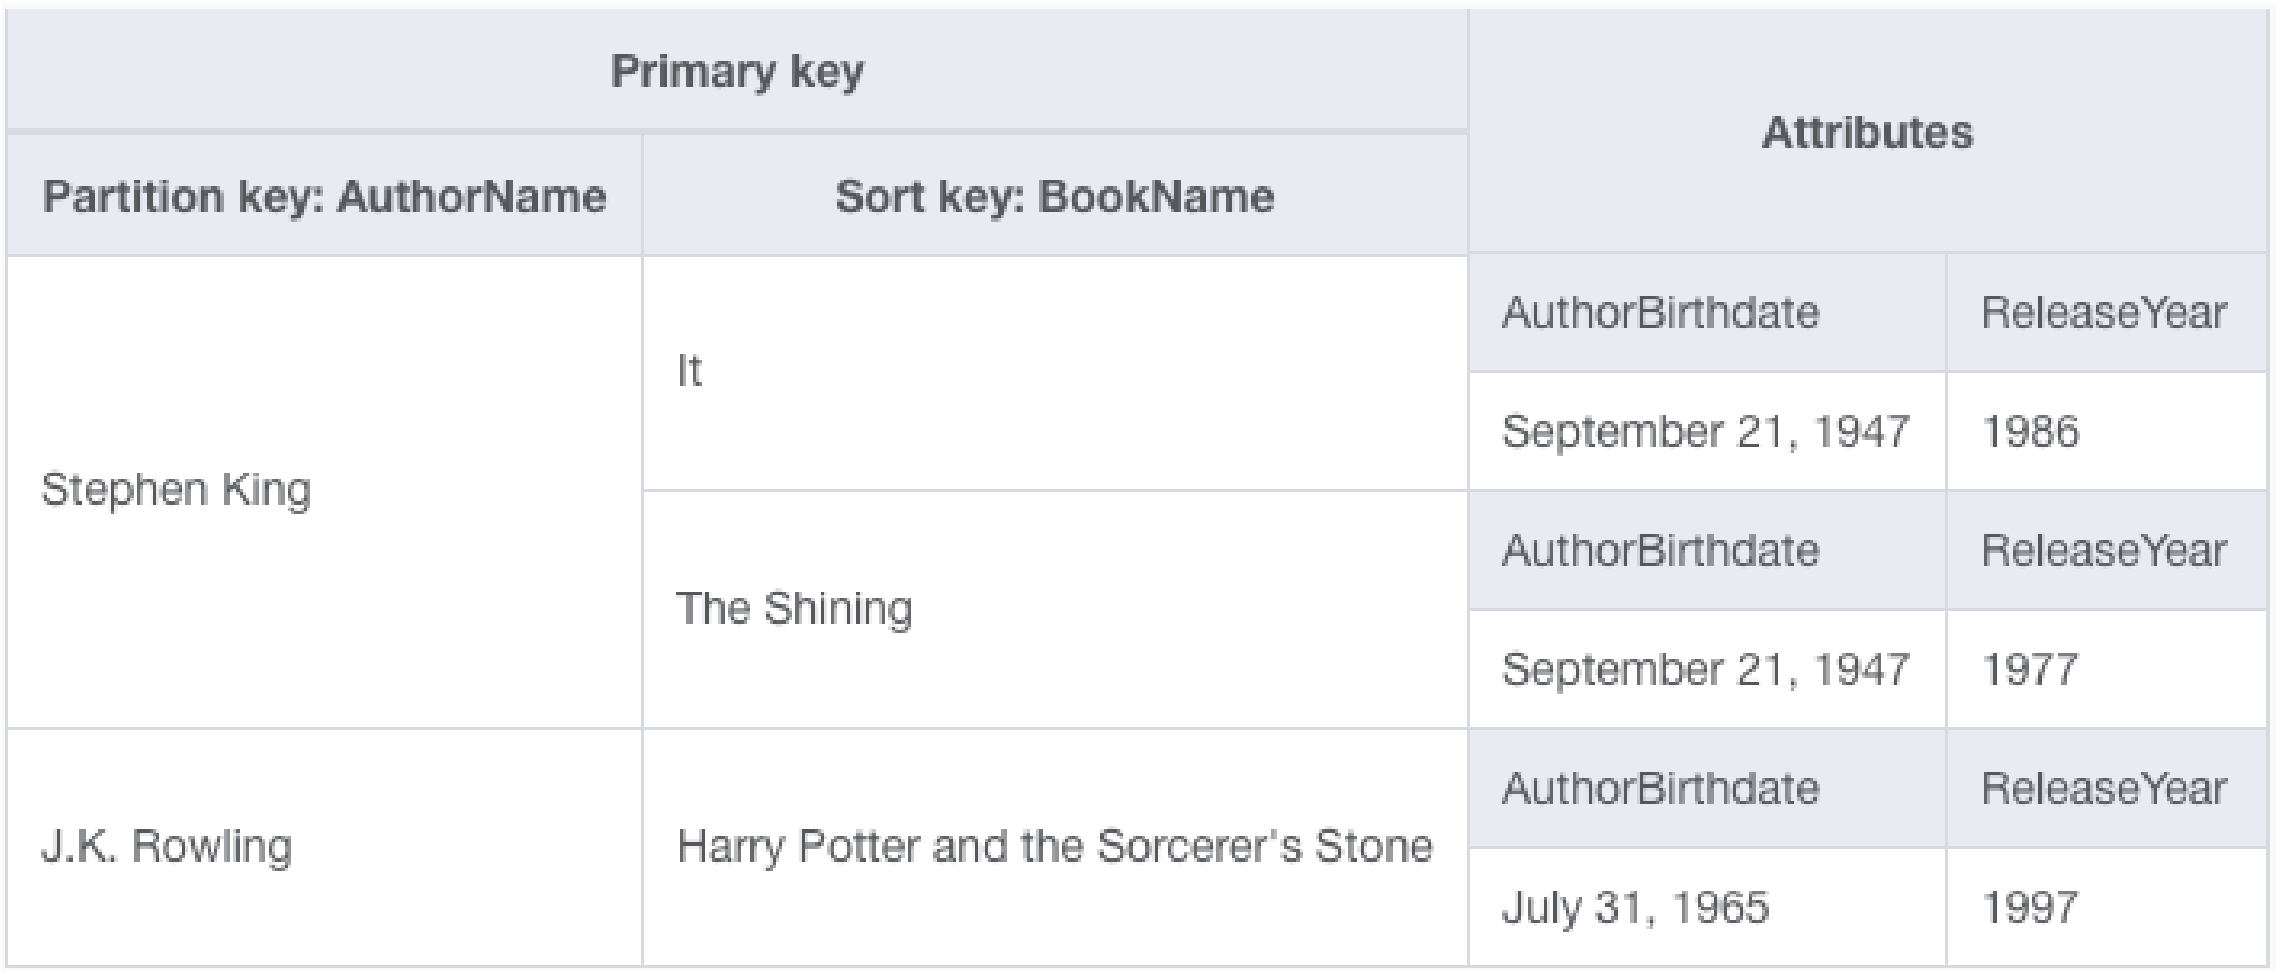 Primary key
Attributes
Partition key: AuthorName
Sort key: BookName
Stephen King
It
AuthorBirthdate
ReleaseYear
September 21, 1947
1986
The Shining
AuthorBirthdate
ReleaseYear
September 21, 1947
1977
J.K. Rowling
Harry Potter and the Sorcerer's Stone
AuthorBirthdate
ReleaseYear
July 31, 1965
1997